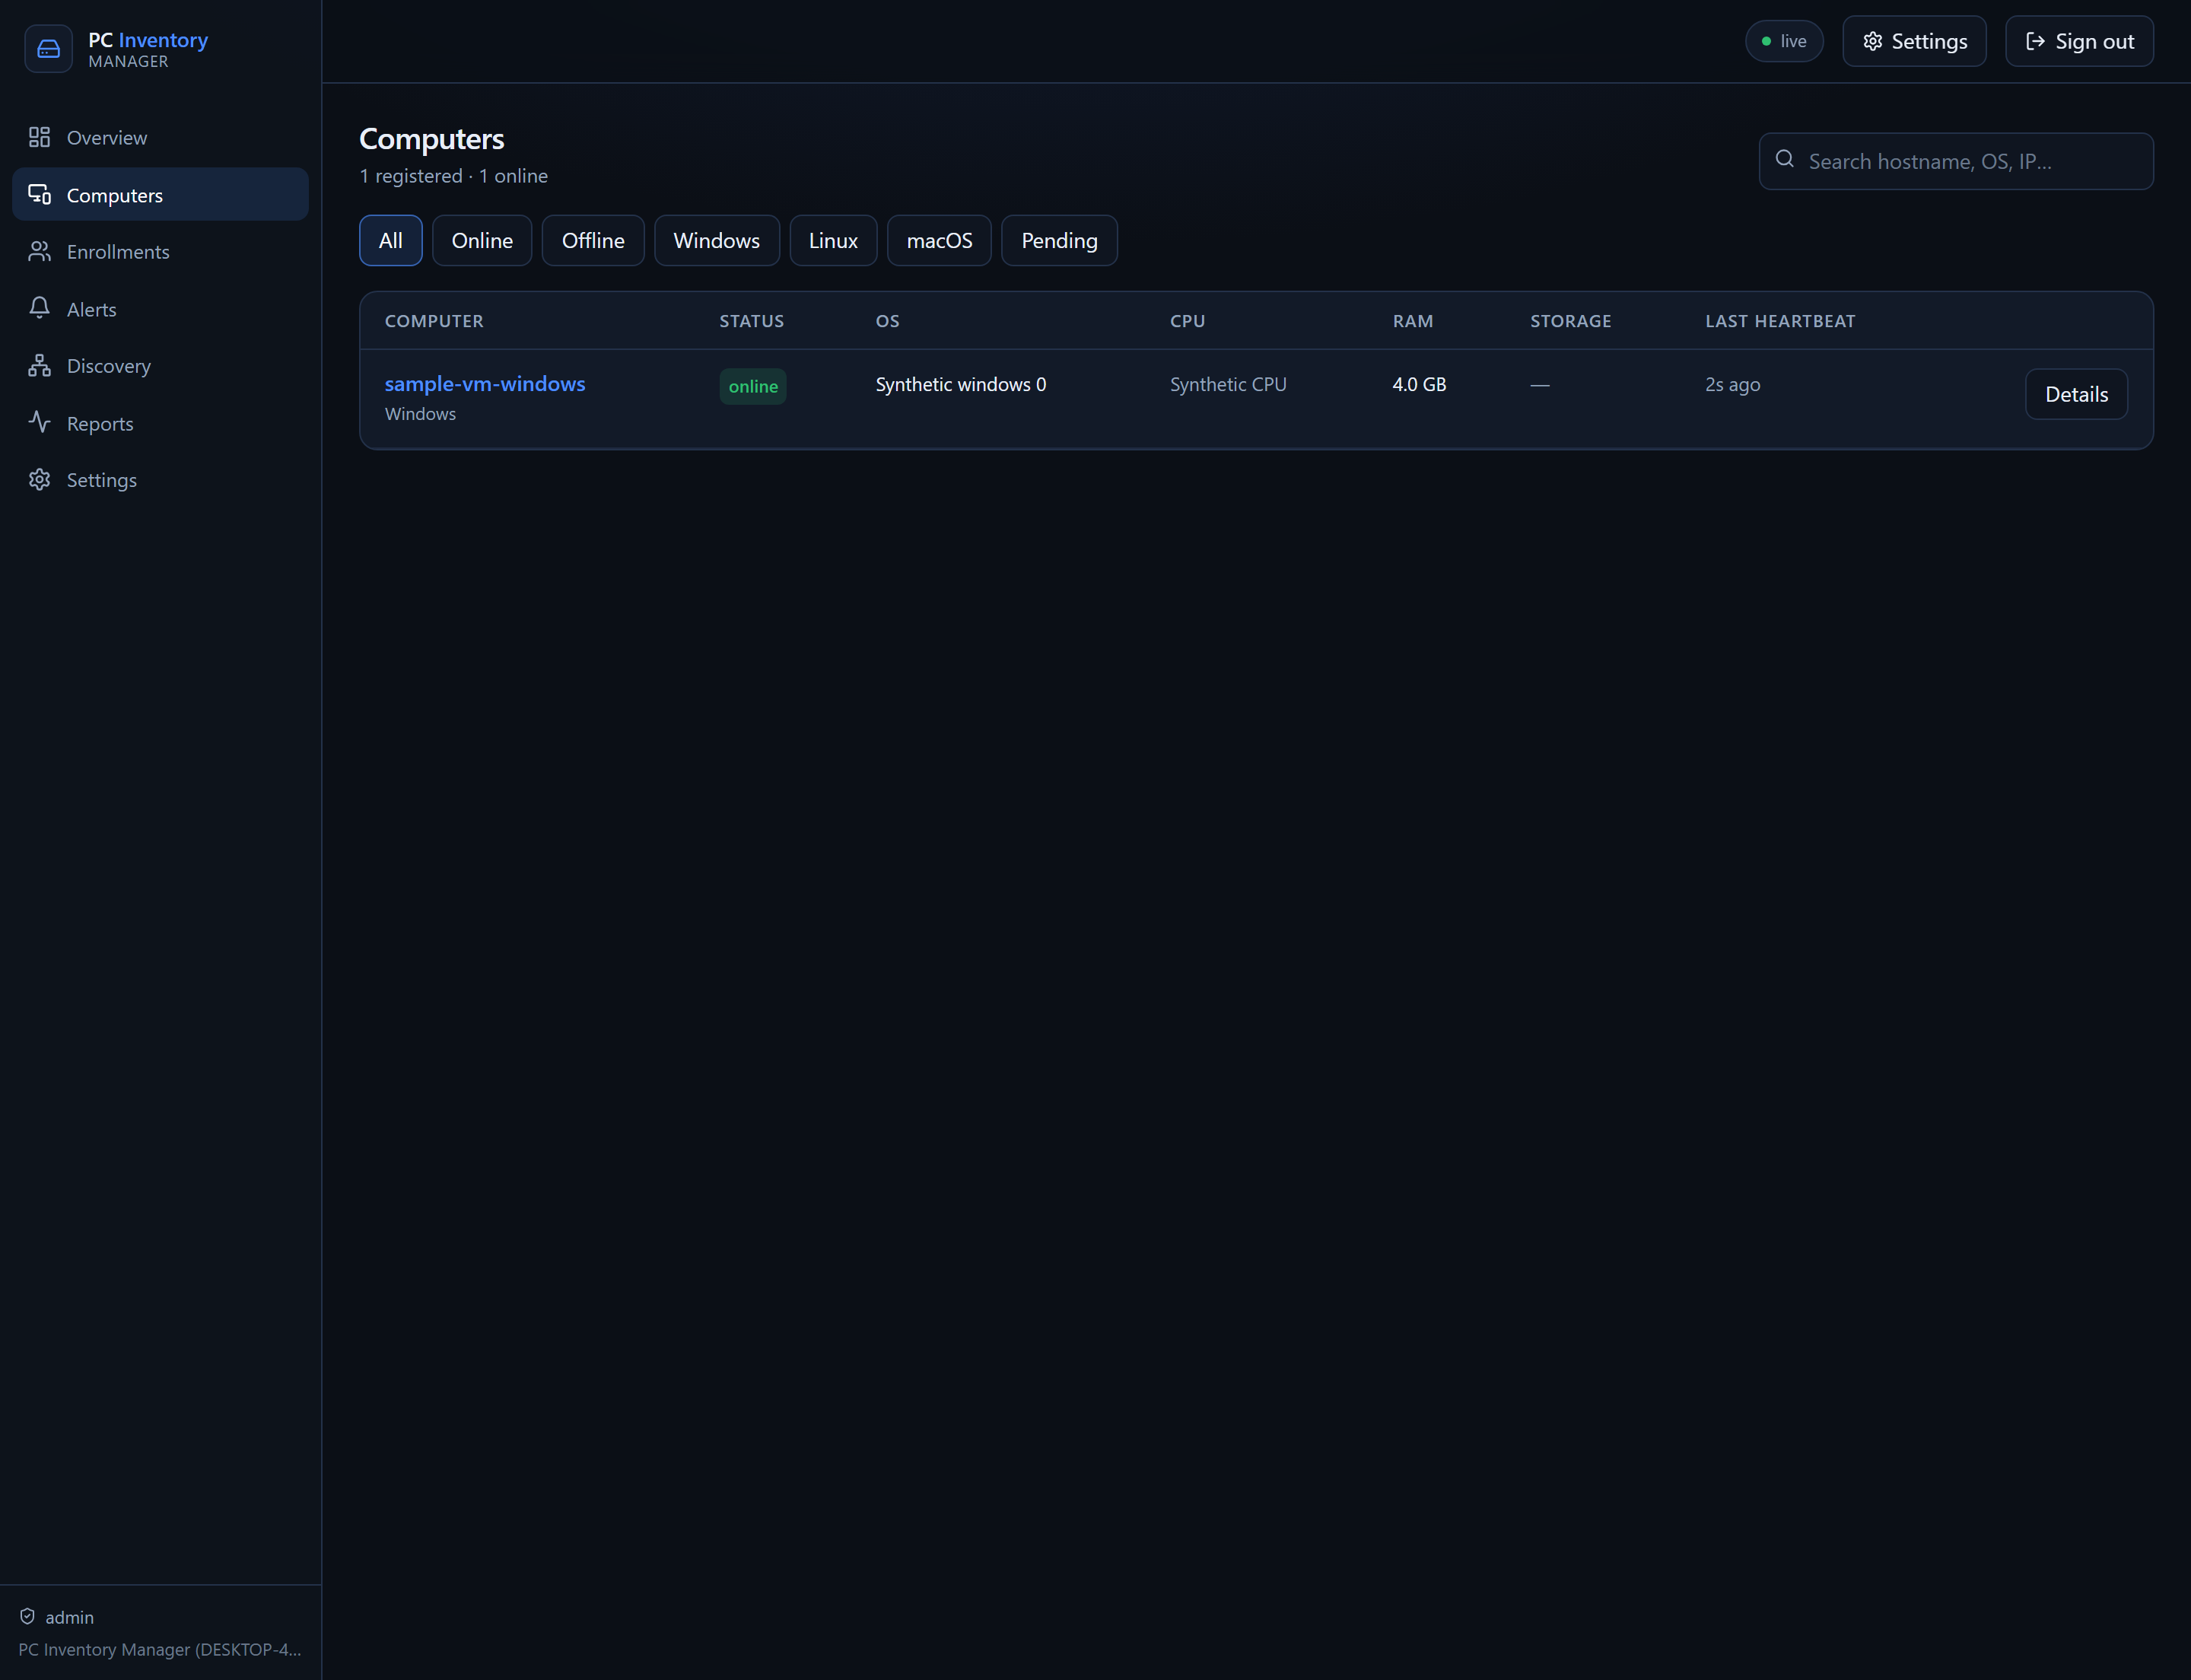 PC Inventory
MANAGER
Overview
Computers
Enrollments
Alerts
Discovery
Reports
Settings
admin
PC Inventory Manager (DESKTOP-4...
live
Settings
Sign out
Computers
1 registered · 1 online
Search hostname, OS, IP...
All
Online
Offline
Windows
Linux
macOS
Pending
COMPUTER STATUS OS CPU RAM STORAGE LAST HEARTBEAT
sample-vm-windows online Synthetic windows 0 Synthetic CPU 4.0 GB — 2s ago Details
Windows